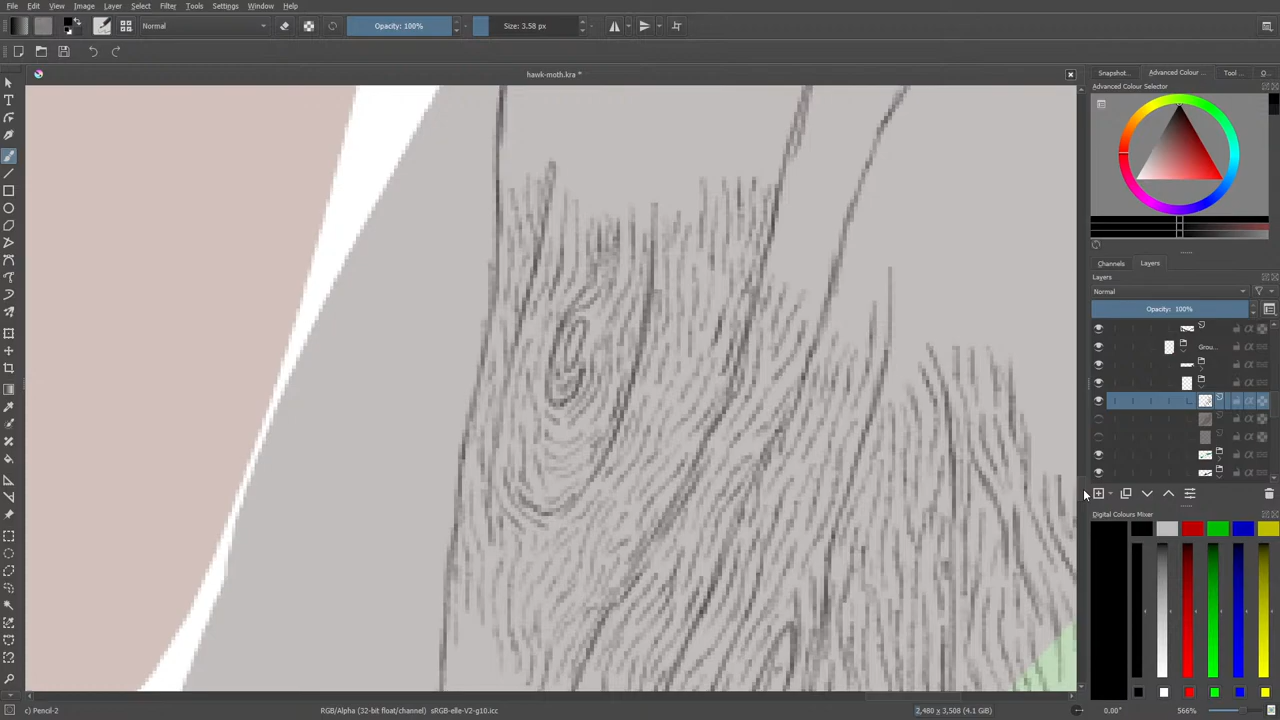 File Edit View Image Layer Select Filter Tools Settings Window Help
Normal Opacity: 100% Size: 3.58 px
hawk-moth.kra *
Snapshot... Advanced Colour ... Tool ... O...
Advanced Colour Selector
Channels Layers
Layers
Normal
Opacity: 100%
Grou...
Digital Colours Mixer
c) Pencil-2 RGB/Alpha (32-bit float/channel) sRGB-elle-V2-g10.icc 2,480 x 3,508 (4.1 GiB) 0.00° 566%